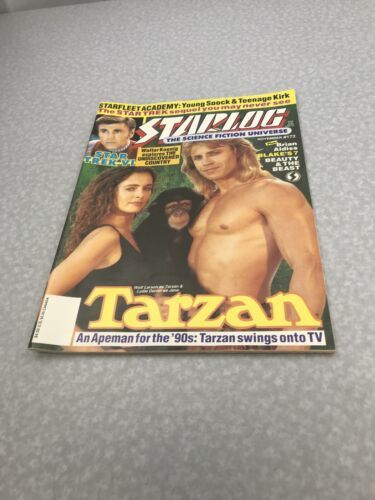 STARFLEET ACADEMY: Young Spock & Teenage Kirk
The STAR TREK sequel you may never see
STARLOG
THE SCIENCE FICTION UNIVERSE
NOVEMBER #172
STAR
TREK VI
Walter Koenig
explores THE
UNDISCOVERED
COUNTRY
Brian
Aldiss
BLAKE'S 7
BEAUTY &
THE BEAST
Wolf Larson as Tarzan &
Lydie Denier as Jane
Tarzan
An Apeman for the '90s: Tarzan swings onto TV